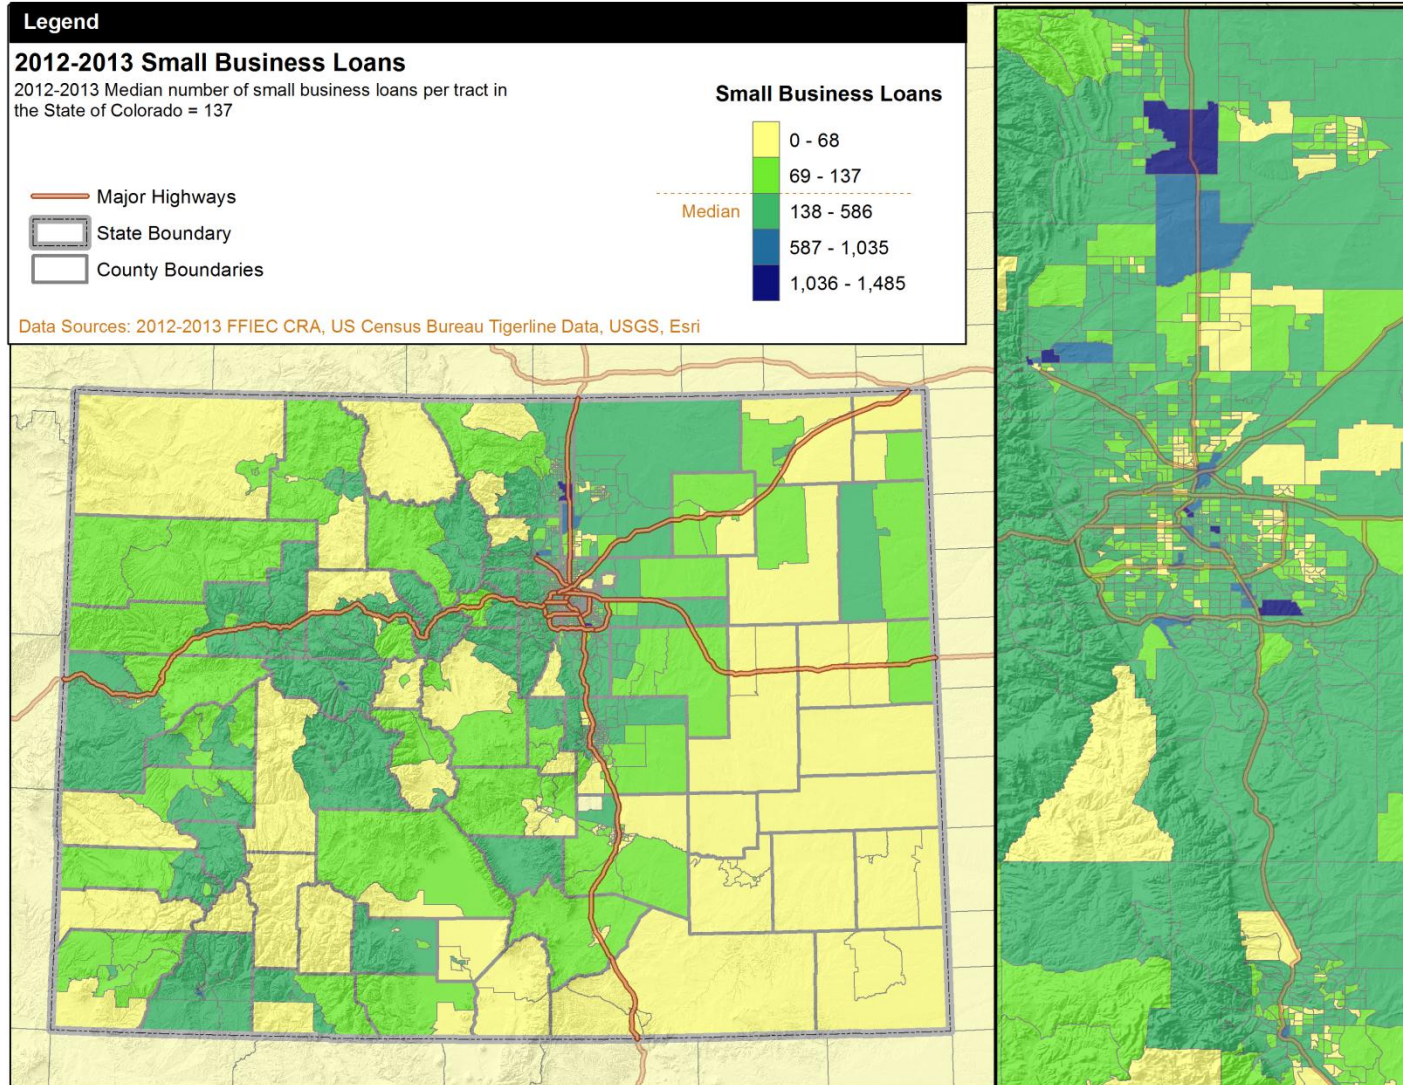 Legend
2012-2013 Small Business Loans
2012-2013 Median number of small business loans per tract in
the State of Colorado = 137
Major Highways
State Boundary
County Boundaries
Small Business Loans
0 - 68
69 - 137
Median
138 - 586
587 - 1,035
1,036 - 1,485
Data Sources: 2012-2013 FFIEC CRA, US Census Bureau Tigerline Data, USGS, Esri